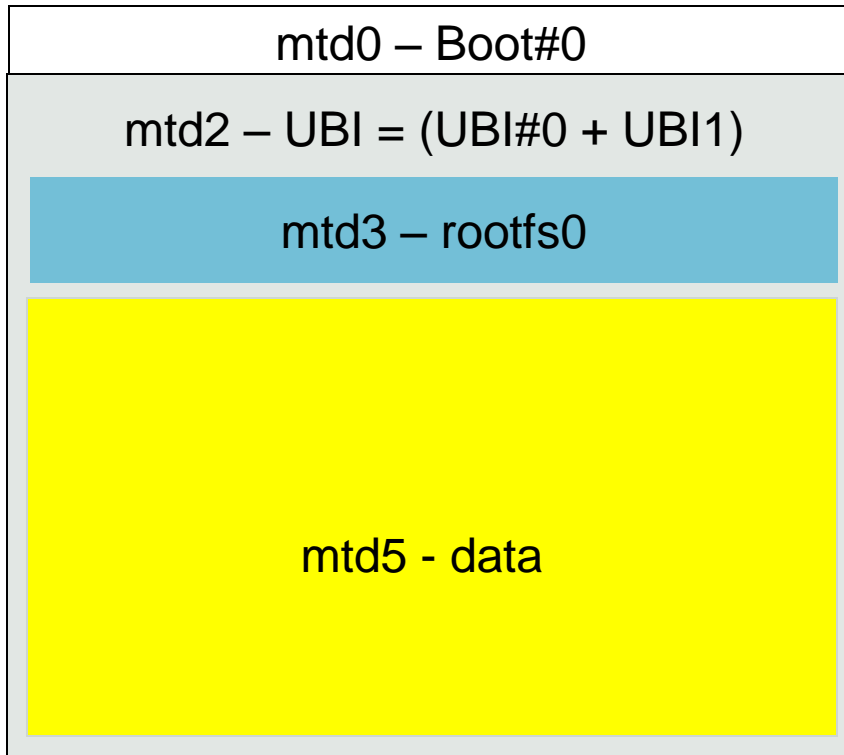 mtd0 – Boot#0
mtd2 – UBI = (UBI#0 + UBI1)
mtd3 – rootfs0
mtd5 - data